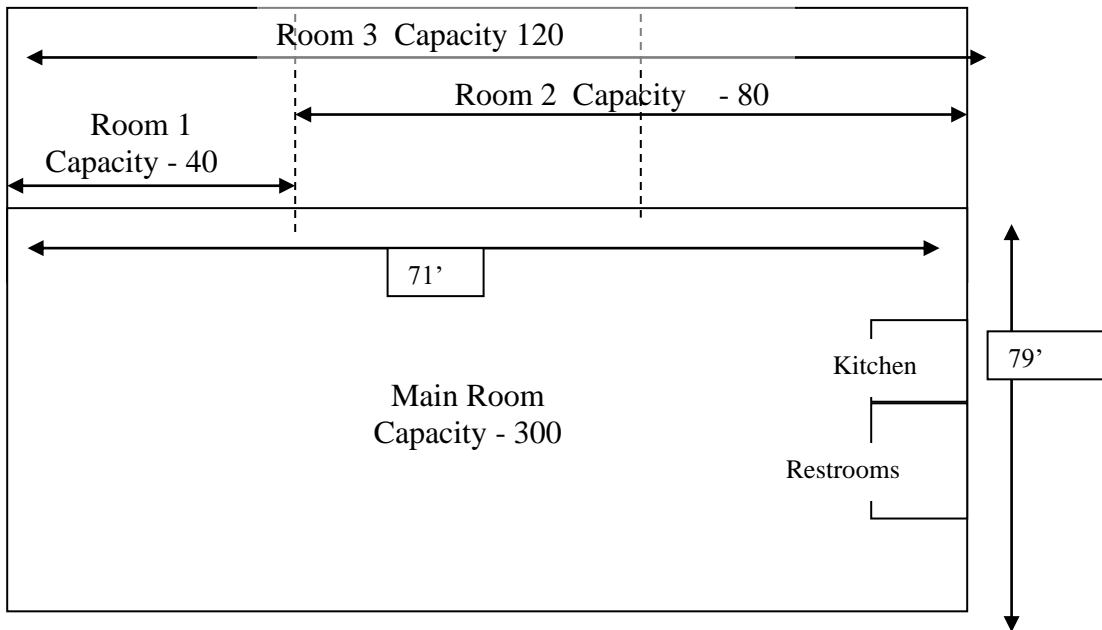 Room 3  Capacity 120
Room 2  Capacity    - 80
Room 1
Capacity - 40
71’
79’
Kitchen
Main Room
Capacity - 300
Restrooms